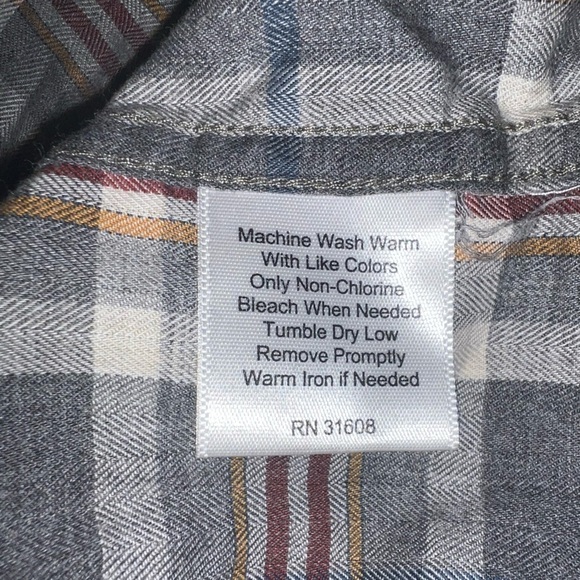 Machine Wash Warm
With Like Colors
Only Non-Chlorine
Bleach When Needed
Tumble Dry Low
Remove Promptly
Warm Iron if Needed
RN 31608